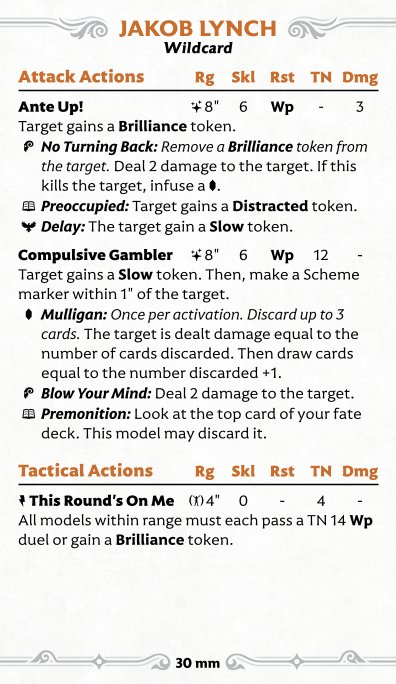 JAKOB LYNCH
Wildcard
Attack Actions Rg Skl Rst TN Dmg
Ante Up! 8" 6 Wp - 3
Target gains a Brilliance token.
No Turning Back: Remove a Brilliance token from
the target. Deal 2 damage to the target. If this
kills the target, infuse a .
Preoccupied: Target gains a Distracted token.
Delay: The target gain a Slow token.
Compulsive Gambler 8" 6 Wp 12 -
Target gains a Slow token. Then, make a Scheme
marker within 1" of the target.
Mulligan: Once per activation. Discard up to 3
cards. The target is dealt damage equal to the
number of cards discarded. Then draw cards
equal to the number discarded +1.
Blow Your Mind: Deal 2 damage to the target.
Premonition: Look at the top card of your fate
deck. This model may discard it.
Tactical Actions Rg Skl Rst TN Dmg
This Round's On Me 4" 0 - 4 -
All models within range must each pass a TN 14 Wp
duel or gain a Brilliance token.
30 mm